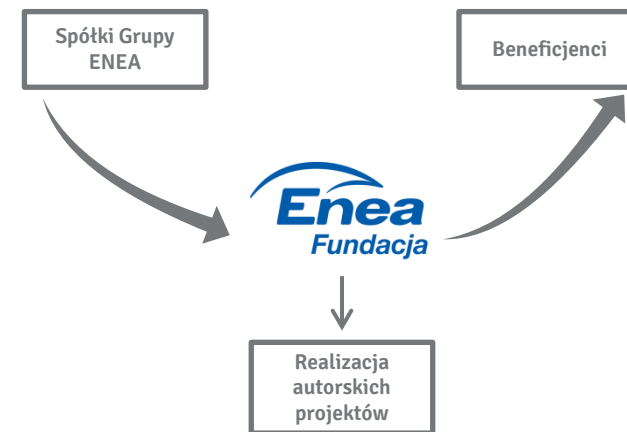 Spółki Grupy
ENEA
Beneficjenci
Enea
Fundacja
Realizacja
autorskich
projektów